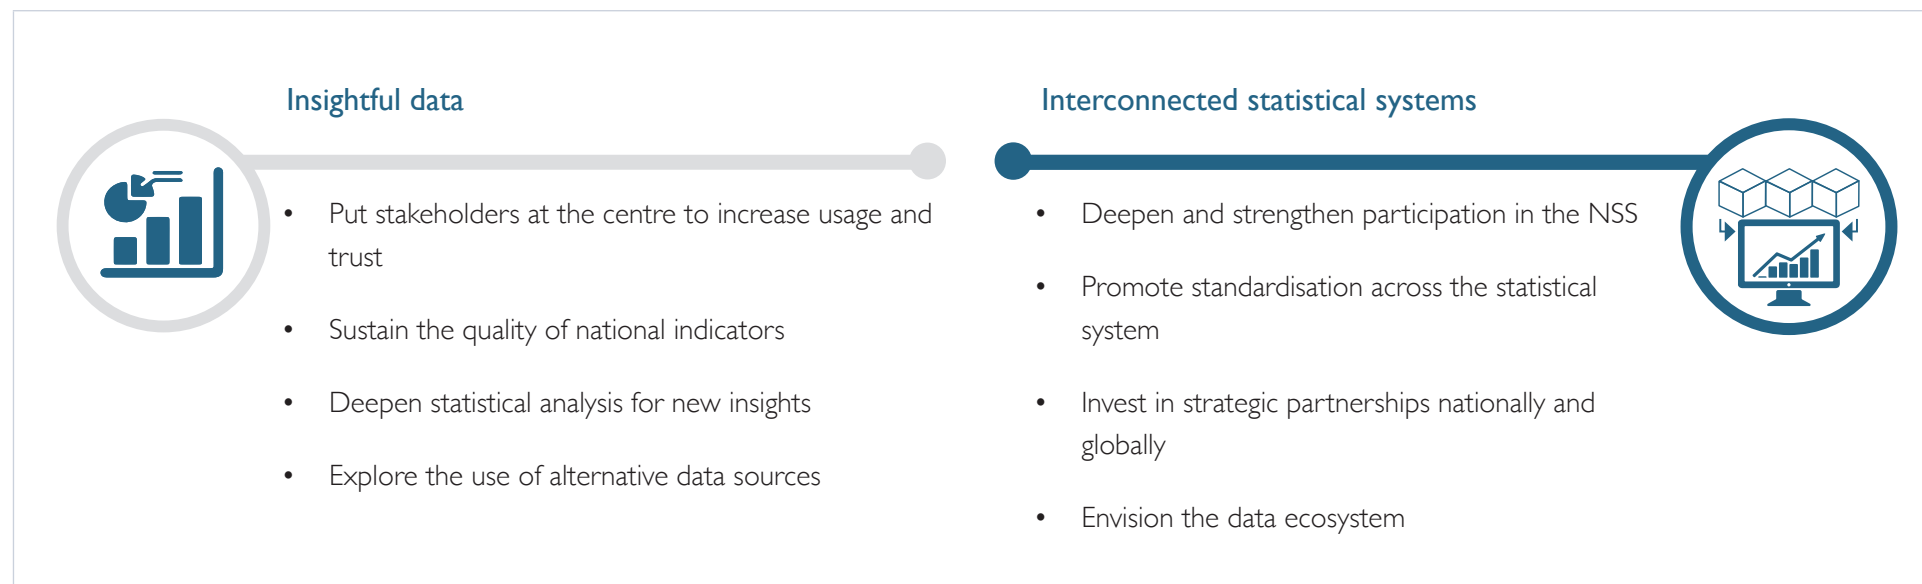 Insightful data
• Put stakeholders at the centre to increase usage and
trust
• Sustain the quality of national indicators
• Deepen statistical analysis for new insights
• Explore the use of alternative data sources
Interconnected statistical systems
• Deepen and strengthen participation in the NSS
• Promote standardisation across the statistical
system
• Invest in strategic partnerships nationally and
globally
• Envision the data ecosystem